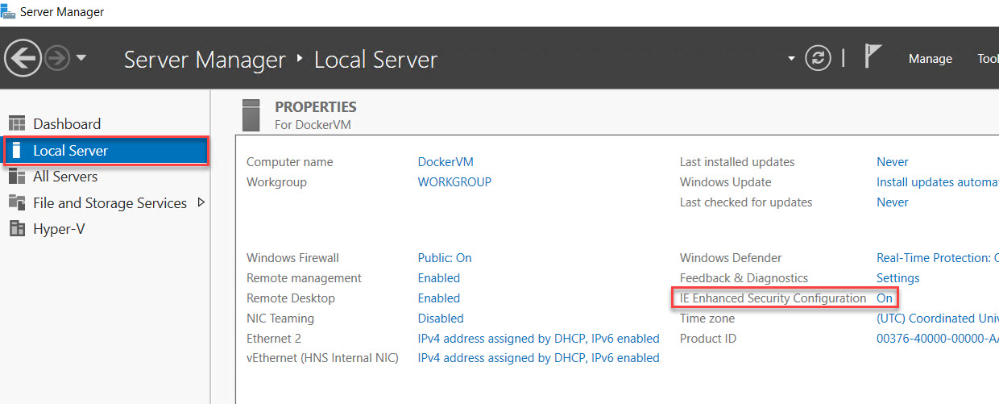 Server Manager
Server Manager ‣ Local Server
Manage
Tool
Dashboard
Local Server
All Servers
File and Storage Services
Hyper-V
PROPERTIES
For DockerVM
Computer name DockerVM
Workgroup WORKGROUP
Last installed updates Never
Windows Update Install updates automa
Last checked for updates Never
Windows Firewall Public: On
Remote management Enabled
Remote Desktop Enabled
NIC Teaming Disabled
Ethernet 2 IPv4 address assigned by DHCP, IPv6 enabled
vEthernet (HNS Internal NIC) IPv4 address assigned by DHCP, IPv6 enabled
Windows Defender Real-Time Protection:
Feedback & Diagnostics Settings
IE Enhanced Security Configuration On
Time zone (UTC) Coordinated Univ
Product ID 00376-40000-00000-AA